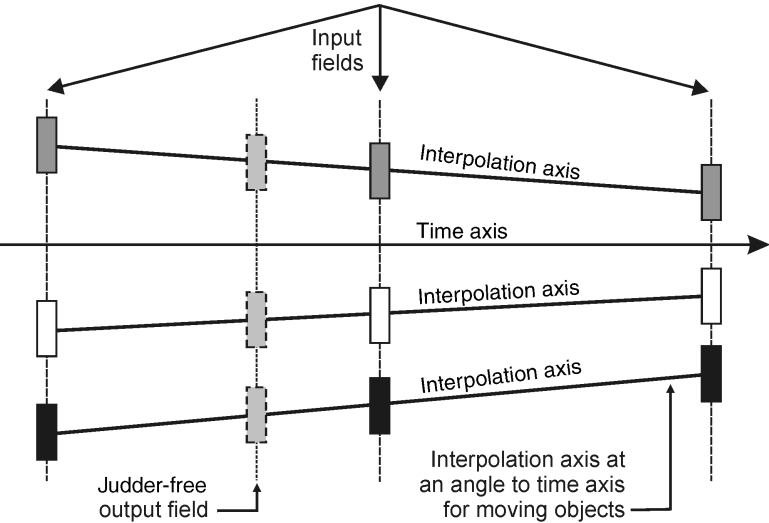 Input
fields
Interpolation axis
Time axis
Interpolation axis
Interpolation axis
Judder-free
output field
Interpolation axis at
an angle to time axis
for moving objects